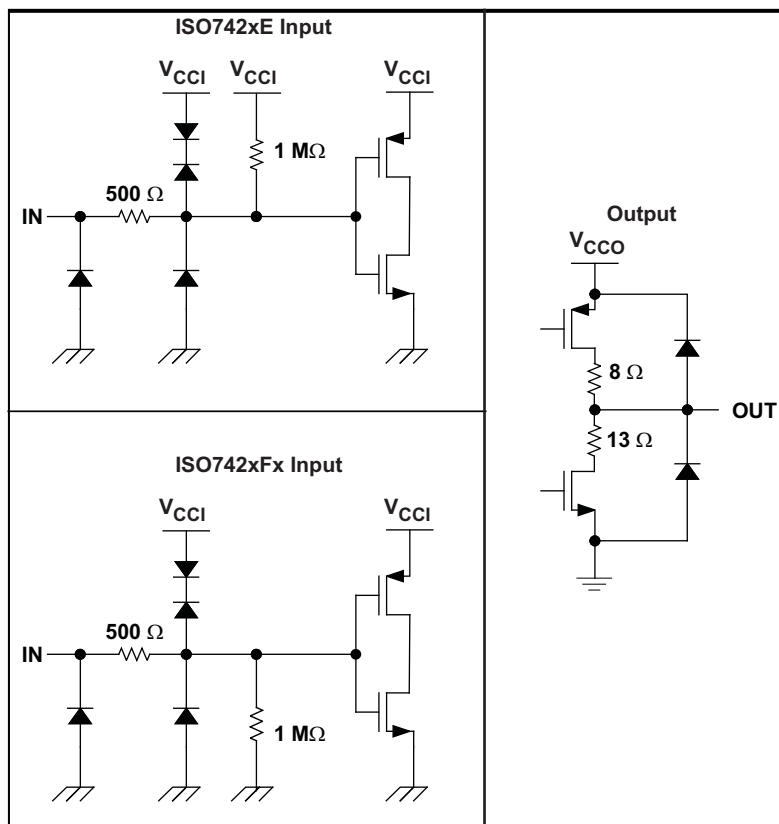 ISO742xE Input
VCCI VCCI VCCI
1 MΩ
500 Ω
IN
ISO742xFx Input
VCCI VCCI
500 Ω
IN
1 MΩ
Output
VCCO
8 Ω
OUT
13 Ω